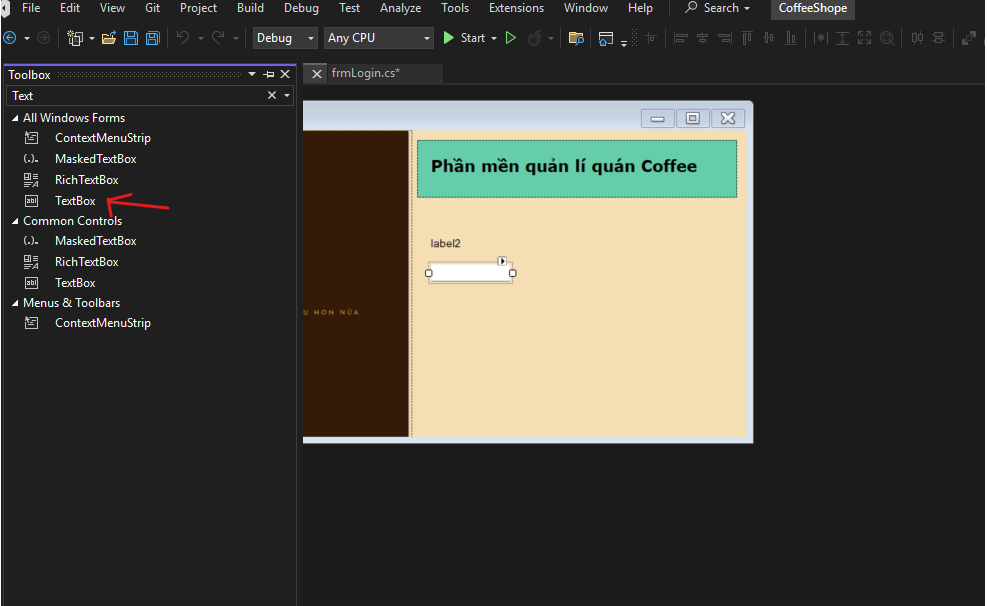 File Edit View Git Project Build Debug Test Analyze Tools Extensions Window Help Search CoffeeShope
Debug Any CPU Start
Toolbox
frmLogin.cs*
Text
All Windows Forms
ContextMenuStrip
MaskedTextBox
RichTextBox
TextBox
Common Controls
MaskedTextBox
RichTextBox
TextBox
Menus & Toolbars
ContextMenuStrip
Phần mền quản lí quán Coffee
label2
U HƠN NỮA